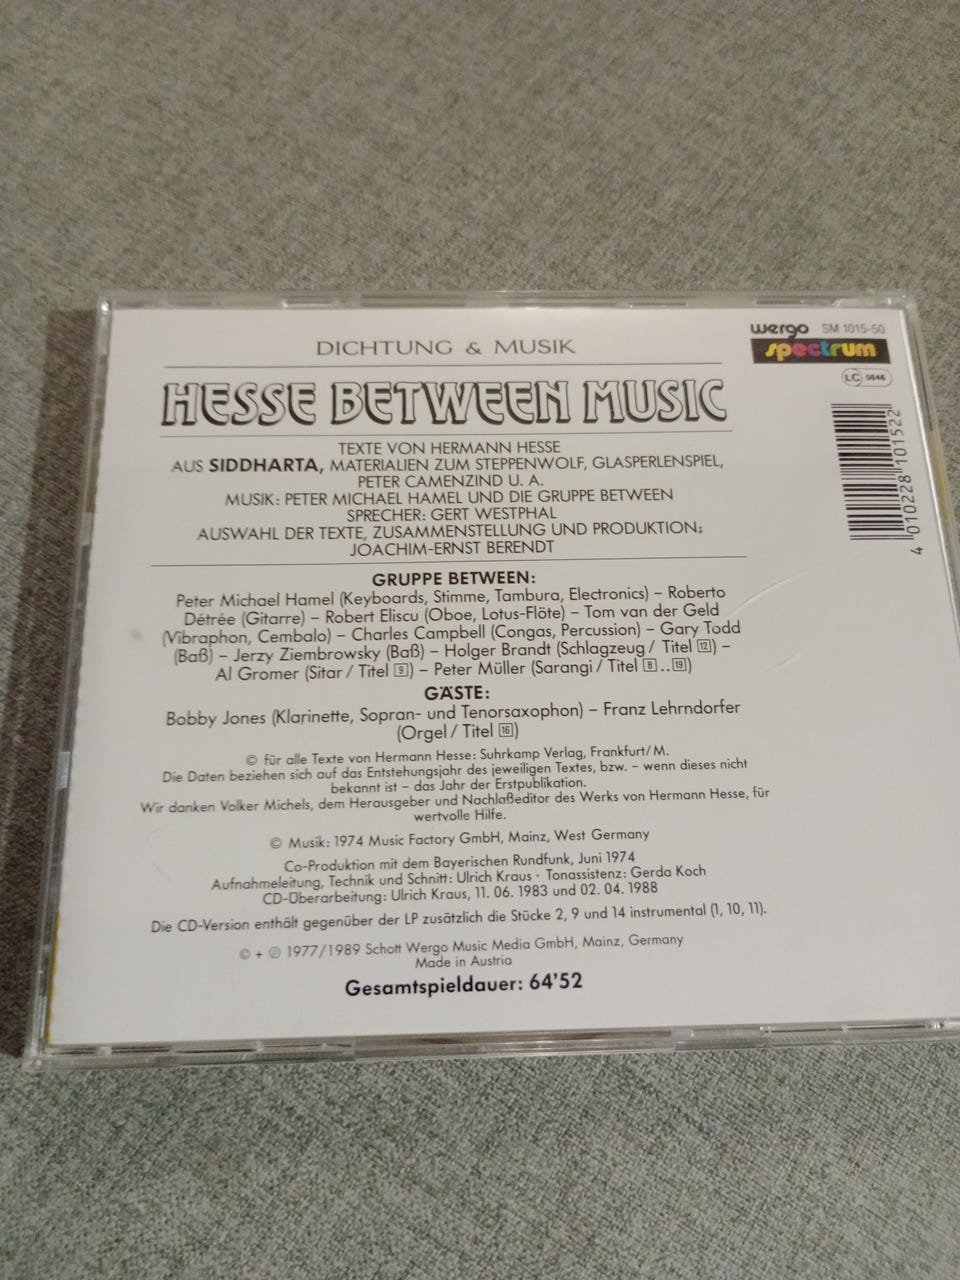 DICHTUNG & MUSIK
wergo SM 1015-50
spectrum
LC 0846
4 010228 101522
HESSE BETWEEN MUSIC
TEXTE VON HERMANN HESSE
AUS SIDDHARTA, MATERIALIEN ZUM STEPPENWOLF, GLASPERLENSPIEL,
PETER CAMENZIND U. A.
MUSIK: PETER MICHAEL HAMEL UND DIE GRUPPE BETWEEN
SPRECHER: GERT WESTPHAL
AUSWAHL DER TEXTE, ZUSAMMENSTELLUNG UND PRODUKTION:
JOACHIM-ERNST BERENDT
GRUPPE BETWEEN:
Peter Michael Hamel (Keyboards, Stimme, Tambura, Electronics) – Roberto
Détrée (Gitarre) – Robert Eliscu (Oboe, Lotus-Flöte) – Tom van der Geld
(Vibraphon, Cembalo) – Charles Campbell (Congas, Percussion) – Gary Todd
(Baß) – Jerzy Ziembrowsky (Baß) – Holger Brandt (Schlagzeug / Titel 12) –
Al Gromer (Sitar / Titel 9) – Peter Müller (Sarangi / Titel 8 .. 19)
GÄSTE:
Bobby Jones (Klarinette, Sopran- und Tenorsaxophon) – Franz Lehrndorfer
(Orgel / Titel 16)
© für alle Texte von Hermann Hesse: Suhrkamp Verlag, Frankfurt/M.
Die Daten beziehen sich auf das Entstehungsjahr des jeweiligen Textes, bzw. – wenn dieses nicht
bekannt ist – das Jahr der Erstpublikation.
Wir danken Volker Michels, dem Herausgeber und Nachlaßeditor des Werks von Hermann Hesse, für
wertvolle Hilfe.
© Musik: 1974 Music Factory GmbH, Mainz, West Germany
Co-Produktion mit dem Bayerischen Rundfunk, Juni 1974
Aufnahmeleitung, Technik und Schnitt: Ulrich Kraus · Tonassistenz: Gerda Koch
CD-Überarbeitung: Ulrich Kraus, 11. 06. 1983 und 02. 04. 1988
Die CD-Version enthält gegenüber der LP zusätzlich die Stücke 2, 9 und 14 instrumental (1, 10, 11).
© + ℗ 1977/1989 Schott Wergo Music Media GmbH, Mainz, Germany
Made in Austria
Gesamtspieldauer: 64'52